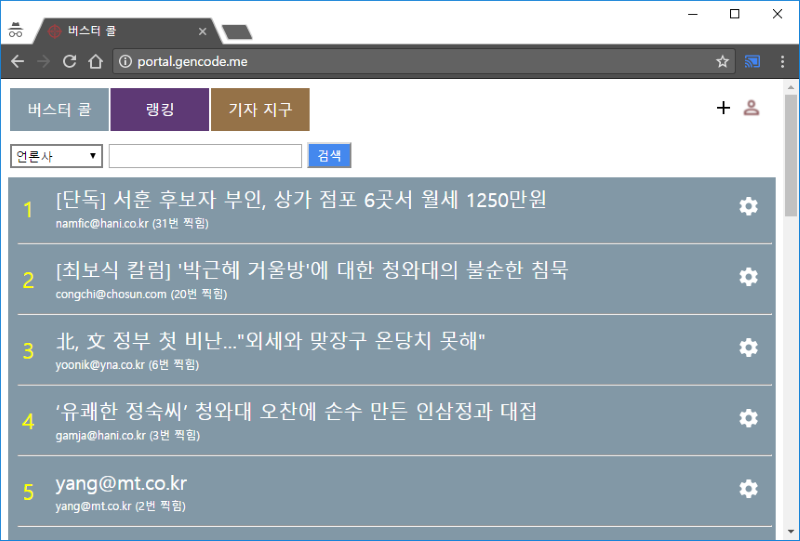 버스터 콜
portal.gencode.me
버스터 콜 랭킹 기자 지구
언론사 검색
1 [단독] 서훈 후보자 부인, 상가 점포 6곳서 월세 1250만원
namfic@hani.co.kr (31번 찍힘)
2 [최보식 칼럼] '박근혜 거울방'에 대한 청와대의 불순한 침묵
congchi@chosun.com (20번 찍힘)
3 北, 文 정부 첫 비난..."외세와 맞장구 온당치 못해"
yoonik@yna.co.kr (6번 찍힘)
4 ‘유쾌한 정숙씨’ 청와대 오찬에 손수 만든 인삼정과 대접
gamja@hani.co.kr (3번 찍힘)
5 yang@mt.co.kr
yang@mt.co.kr (2번 찍힘)